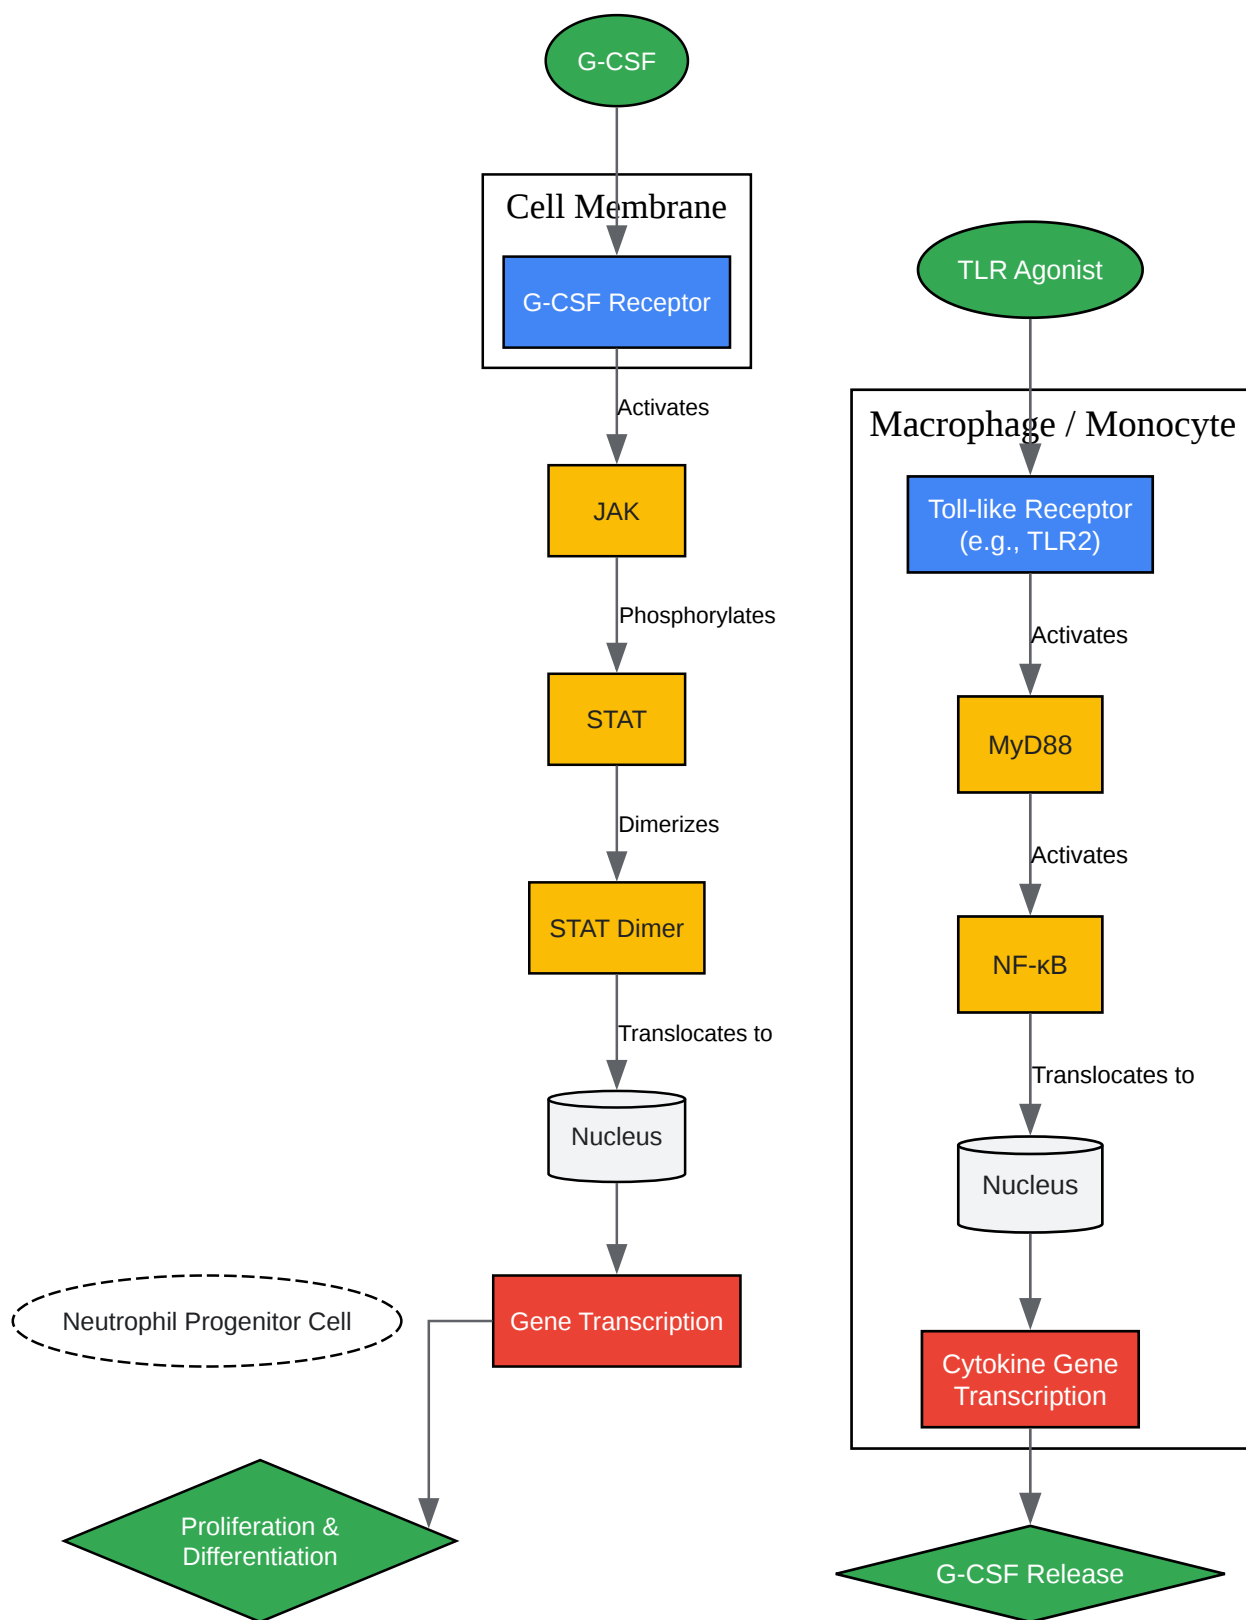 G-CSF
Cell Membrane
G-CSF Receptor
Activates
JAK
Phosphorylates
STAT
Dimerizes
STAT Dimer
Translocates to
Nucleus
Gene Transcription
Neutrophil Progenitor Cell
Proliferation &
Differentiation
TLR Agonist
Macrophage / Monocyte
Toll-like Receptor
(e.g., TLR2)
Activates
MyD88
Activates
NF-κB
Translocates to
Nucleus
Cytokine Gene
Transcription
G-CSF Release